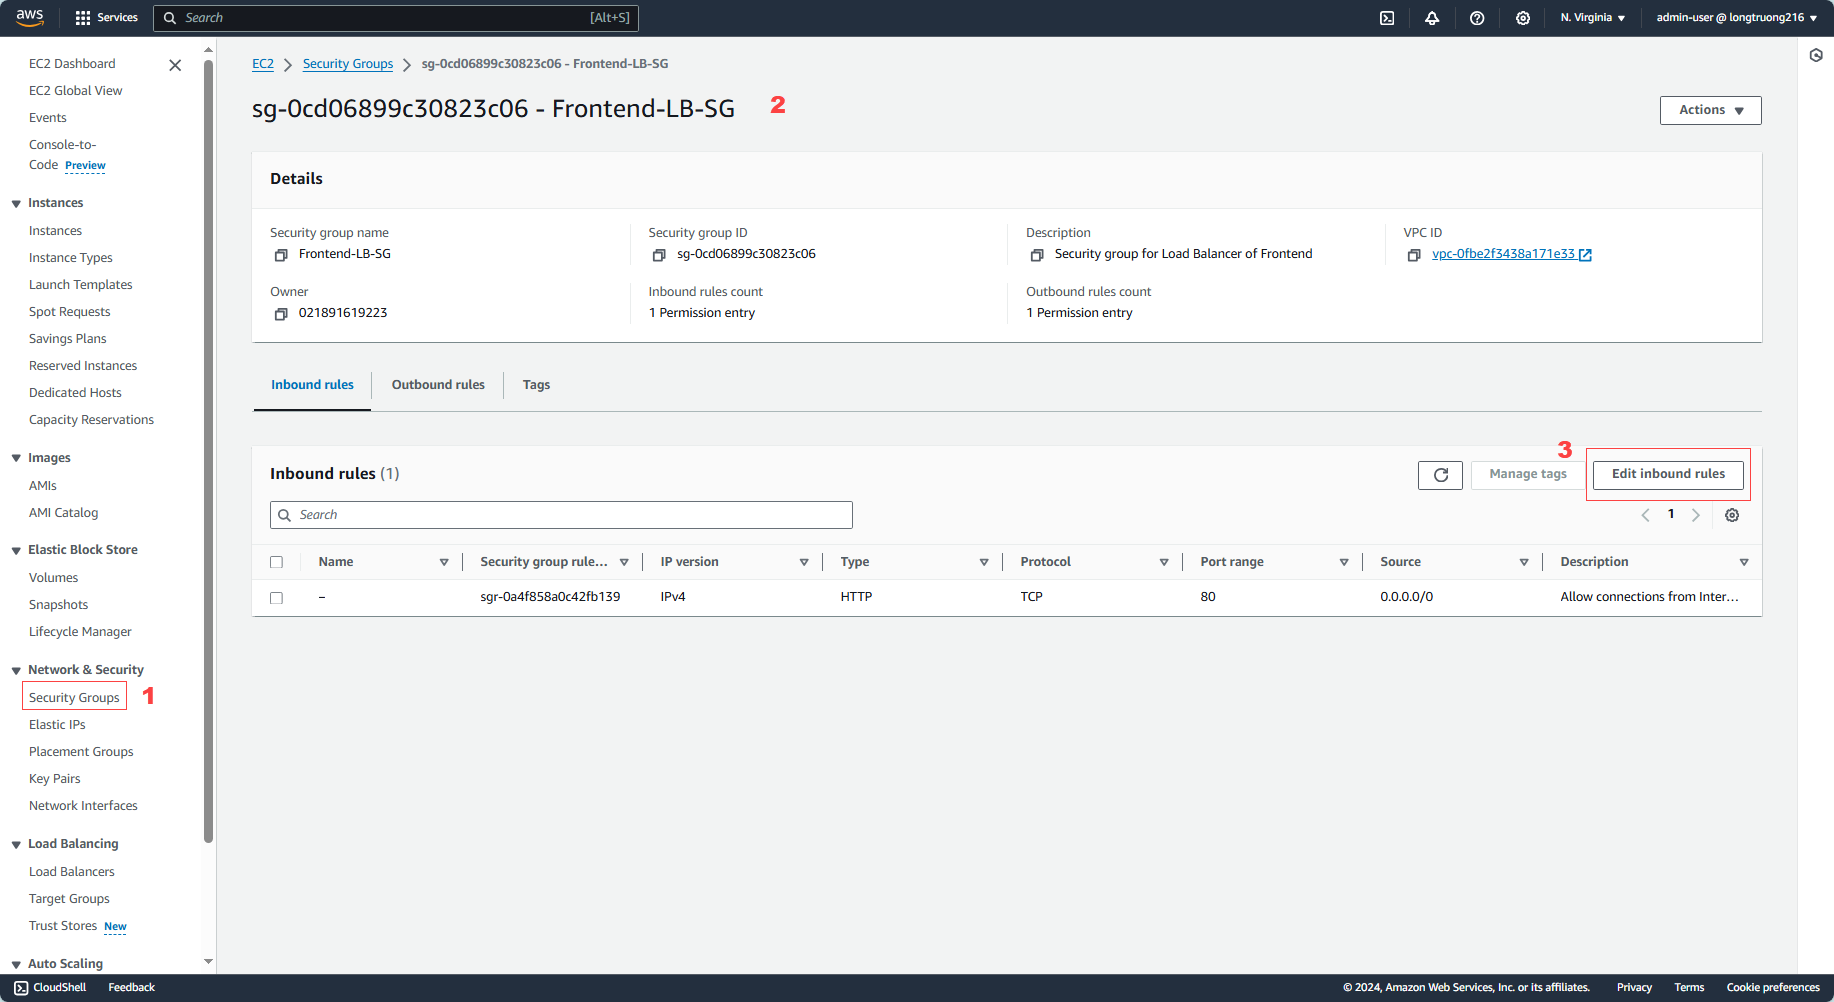 aws Services Search [Alt+S] N. Virginia admin-user @ longtruong216
EC2 Dashboard
EC2 Global View
Events
Console-to-
Code Preview
Instances
Instances
Instance Types
Launch Templates
Spot Requests
Savings Plans
Reserved Instances
Dedicated Hosts
Capacity Reservations
Images
AMIs
AMI Catalog
Elastic Block Store
Volumes
Snapshots
Lifecycle Manager
Network & Security
Security Groups 1
Elastic IPs
Placement Groups
Key Pairs
Network Interfaces
Load Balancing
Load Balancers
Target Groups
Trust Stores New
Auto Scaling
EC2 Security Groups sg-0cd06899c30823c06 - Frontend-LB-SG
sg-0cd06899c30823c06 - Frontend-LB-SG 2
Actions
Details
Security group name Security group ID Description VPC ID
Frontend-LB-SG sg-0cd06899c30823c06 Security group for Load Balancer of Frontend vpc-0fbe2f3438a171e33
Owner Inbound rules count Outbound rules count
021891619223 1 Permission entry 1 Permission entry
Inbound rules Outbound rules Tags
3
Inbound rules (1) Manage tags Edit inbound rules
Search 1
Name Security group rule... IP version Type Protocol Port range Source Description
– sgr-0a4f858a0c42fb139 IPv4 HTTP TCP 80 0.0.0.0/0 Allow connections from Inter...
CloudShell Feedback © 2024, Amazon Web Services, Inc. or its affiliates. Privacy Terms Cookie preferences